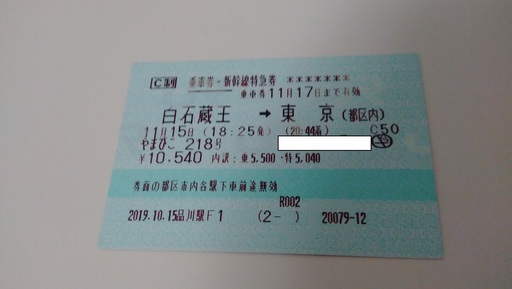 C制 乗車券・新幹線特急券 *******
乗車券11月17日まで有効
白石蔵王 → 東京(都区内)
11月15日(18:25発) (20:44着) C50
やまびこ 218号
¥10,540 内訳:乗5,500・特5,040
券面の都区市内各駅下車前途無効
R002
2019.10.15品川駅F1 (2- ) 20079-12